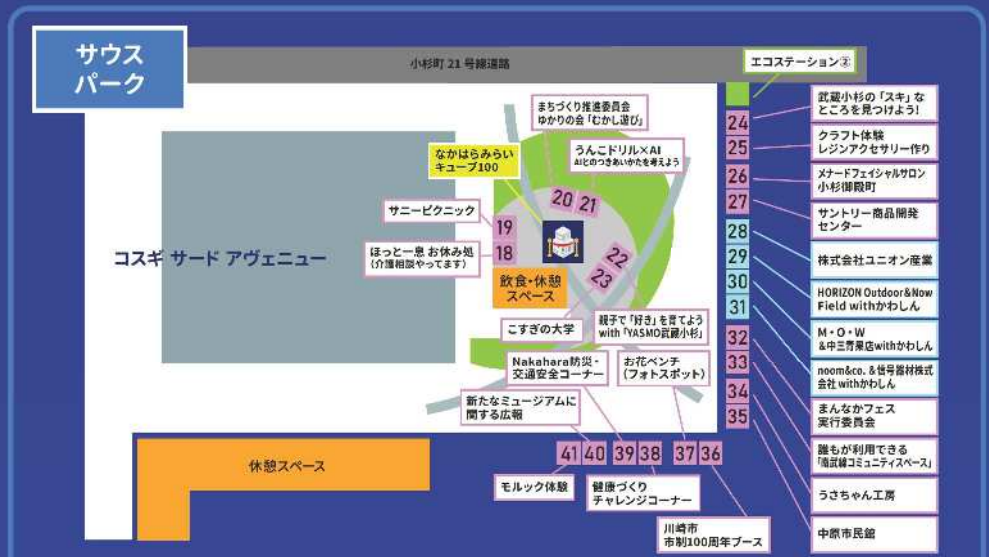 サウス
パーク
小杉町 21 号線道路
エコステーション②
まちづくり推進委員会
ゆかりの会「むかし遊び」
うんこドリル×AI
AIとのつきあいかたを考えよう
なかはらみらい
キューブ100
サニーピクニック
ほっと一息 お休み処
(介護相談やってます)
コスギ サード アヴェニュー
飲食・休憩
スペース
19
18
20
21
22
23
こすぎの大学
親子で「好き」を育てよう
with「YASMO武蔵小杉」
Nakahara防災・
交通安全コーナー
お花ベンチ
(フォトスポット)
新たなミュージアムに
関する広報
24
25
26
27
28
29
30
31
32
33
34
35
武蔵小杉の「スキ」な
ところを見つけよう!
クラフト体験
レジンアクセサリー作り
メナードフェイシャルサロン
小杉御殿町
サントリー商品開発
センター
株式会社ユニオン産業
HORIZON Outdoor&Now
Field withかわしん
M・O・W
&中三青果店withかわしん
noom&co. &信号器材株式
会社 withかわしん
まんなかフェス
実行委員会
誰もが利用できる
「南武線コミュニティスペース」
うさちゃん工房
中原市民館
休憩スペース
41
40
39
38
37
36
モルック体験
健康づくり
チャレンジコーナー
川崎市
市制100周年ブース